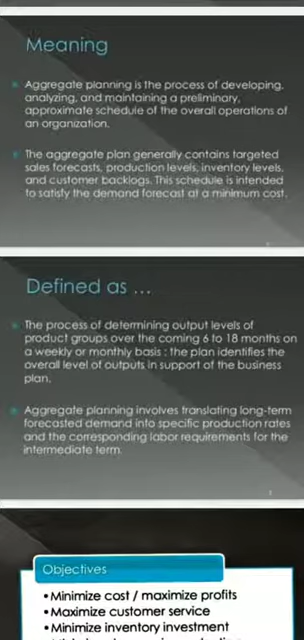 Meaning
Aggregate planning is the process of developing,
analyzing, and maintaining a preliminary,
approximate schedule of the overall operations of
an organization.
The aggregate plan generally contains targeted
sales forecasts, production levels, inventory levels,
and customer backlogs. This schedule is intended
to satisfy the demand forecast at a minimum cost.
Defined as ...
The process of determining output levels of
product groups over the coming 6 to 18 months on
a weekly or monthly basis : the plan identifies the
overall level of outputs in support of the business
plan.
Aggregate planning involves translating long-term
forecasted demand into specific production rates
and the corresponding labor requirements for the
intermediate term.
Objectives
• Minimize cost / maximize profits
• Maximize customer service
• Minimize inventory investment